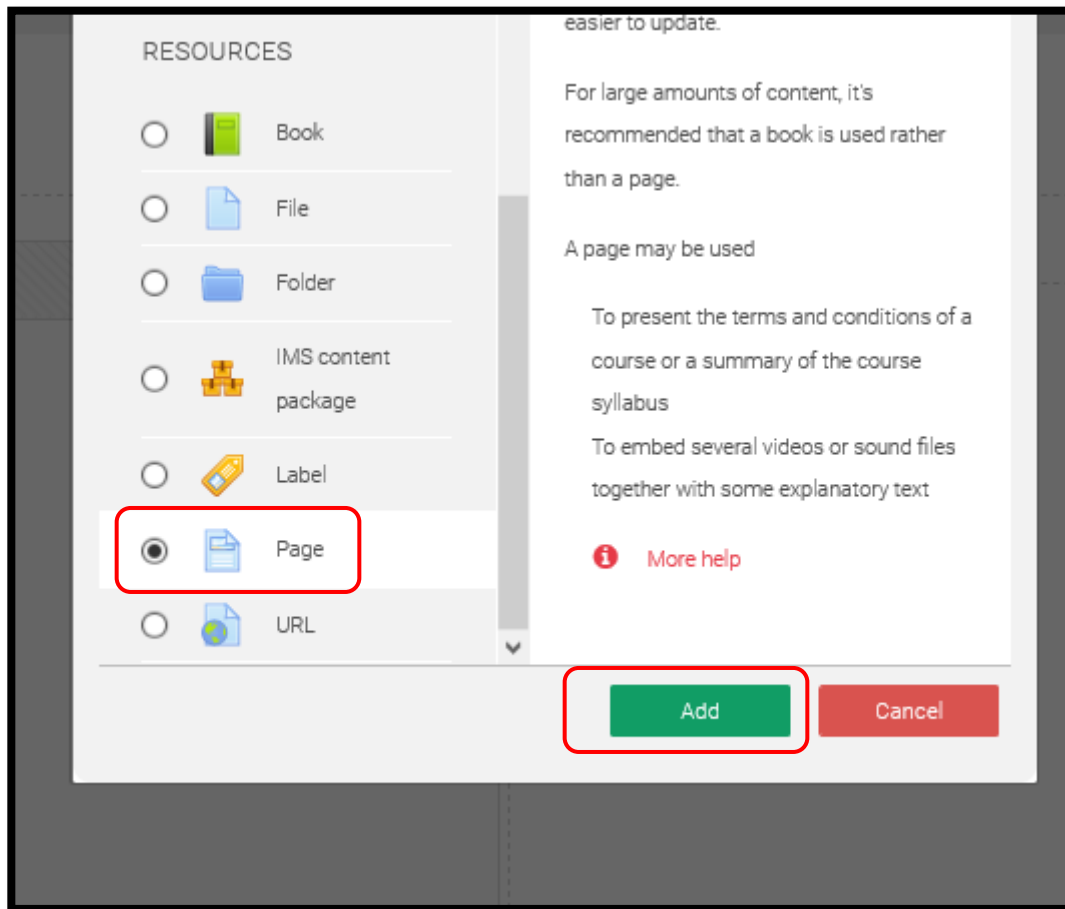 RESOURCES
Book
File
Folder
IMS content
package
Label
Page
URL
easier to update.
For large amounts of content, it's
recommended that a book is used rather
than a page.
A page may be used
To present the terms and conditions of a
course or a summary of the course
syllabus
To embed several videos or sound files
together with some explanatory text
More help
Add
Cancel